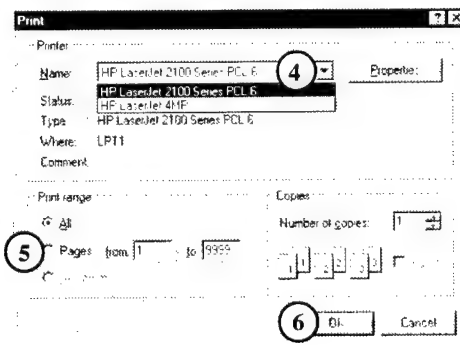 Print
Printer
Name: HP LaserJet 2100 Series PCL 6 4 Properties
HP LaserJet 2100 Series PCL 6
Status: HP LaserJet 4MP
Type: HP LaserJet 2100 Series PCL 6
Where: LPT1
Comment
Print range
All
5 Pages from 1 to 9999
Copies
Number of copies: 1
1 1 2 2 3 3
6 OK Cancel